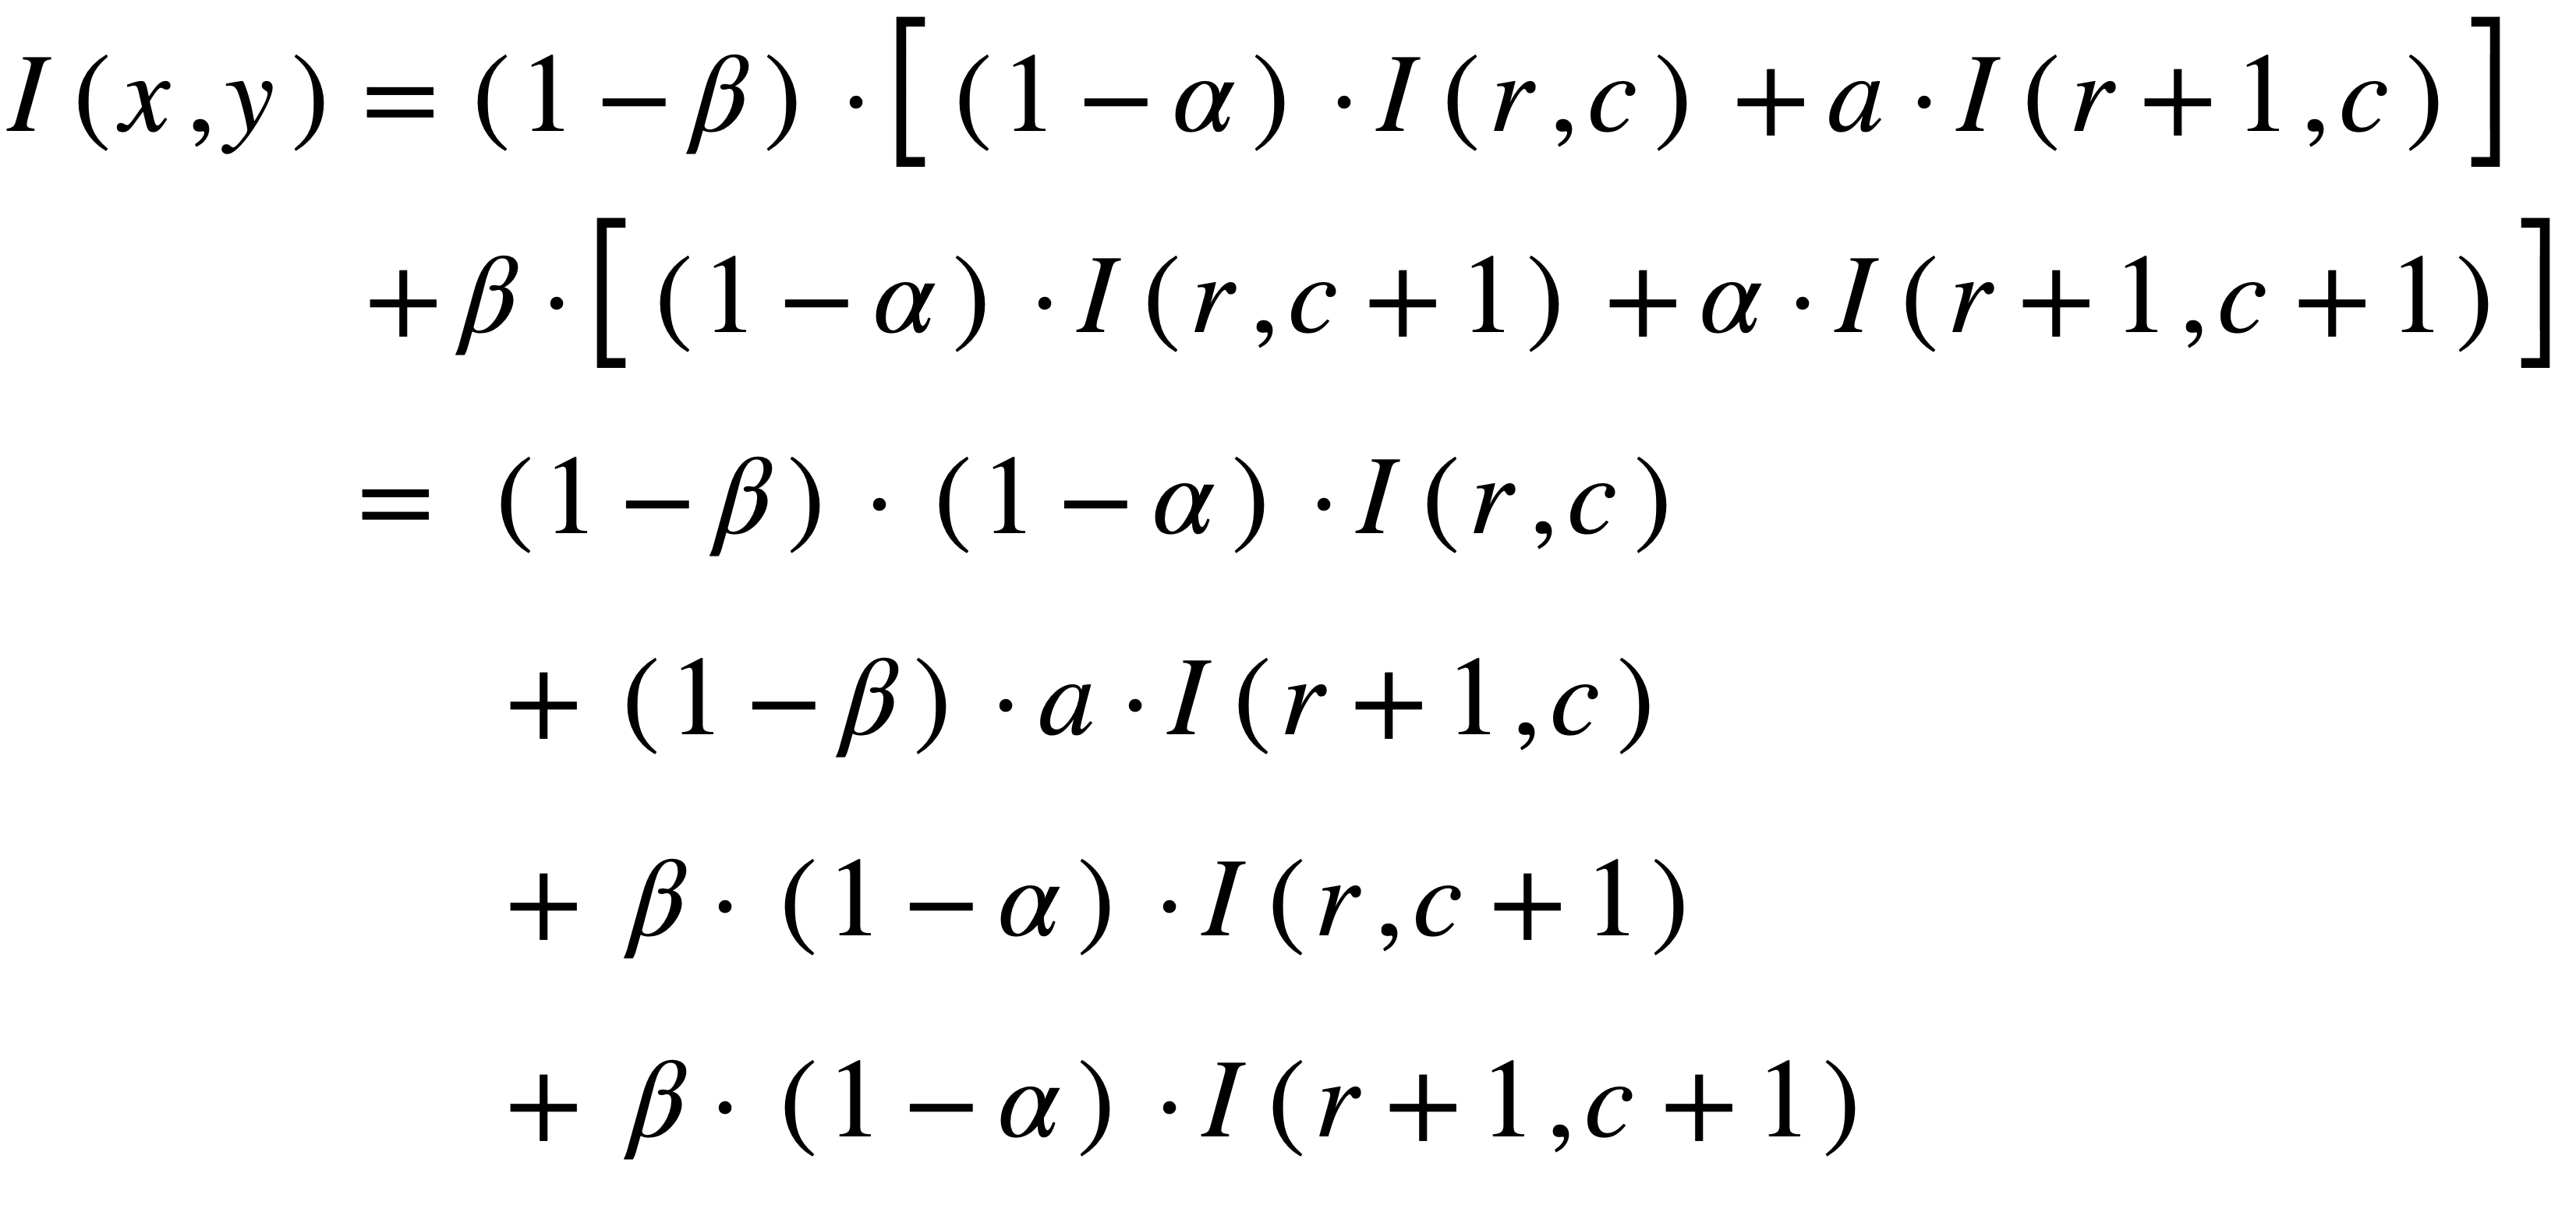 I(x,y) = (1−β) · [(1−α) · I(r,c) + a · I(r+1,c)]
+ β · [(1−α) · I(r,c+1) + α · I(r+1,c+1)]
= (1−β) · (1−α) · I(r,c)
+ (1−β) · a · I(r+1,c)
+ β · (1−α) · I(r,c+1)
+ β · (1−α) · I(r+1,c+1)